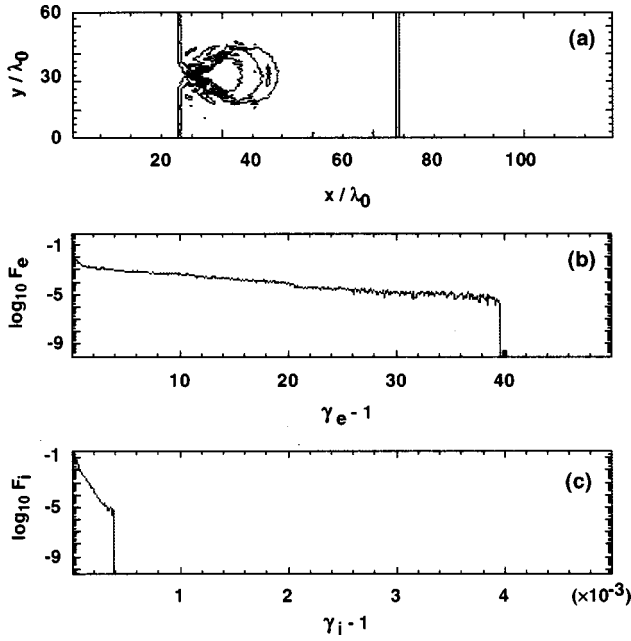 60
(a)
y / λ0
30
0
20 40 60 80 100
x / λ0
-1
(b)
log10 Fe
-5
-9
10 20 30 40
γe - 1
-1
(c)
log10 Fi
-5
-9
1 2 3 4 (×10-3)
γi - 1